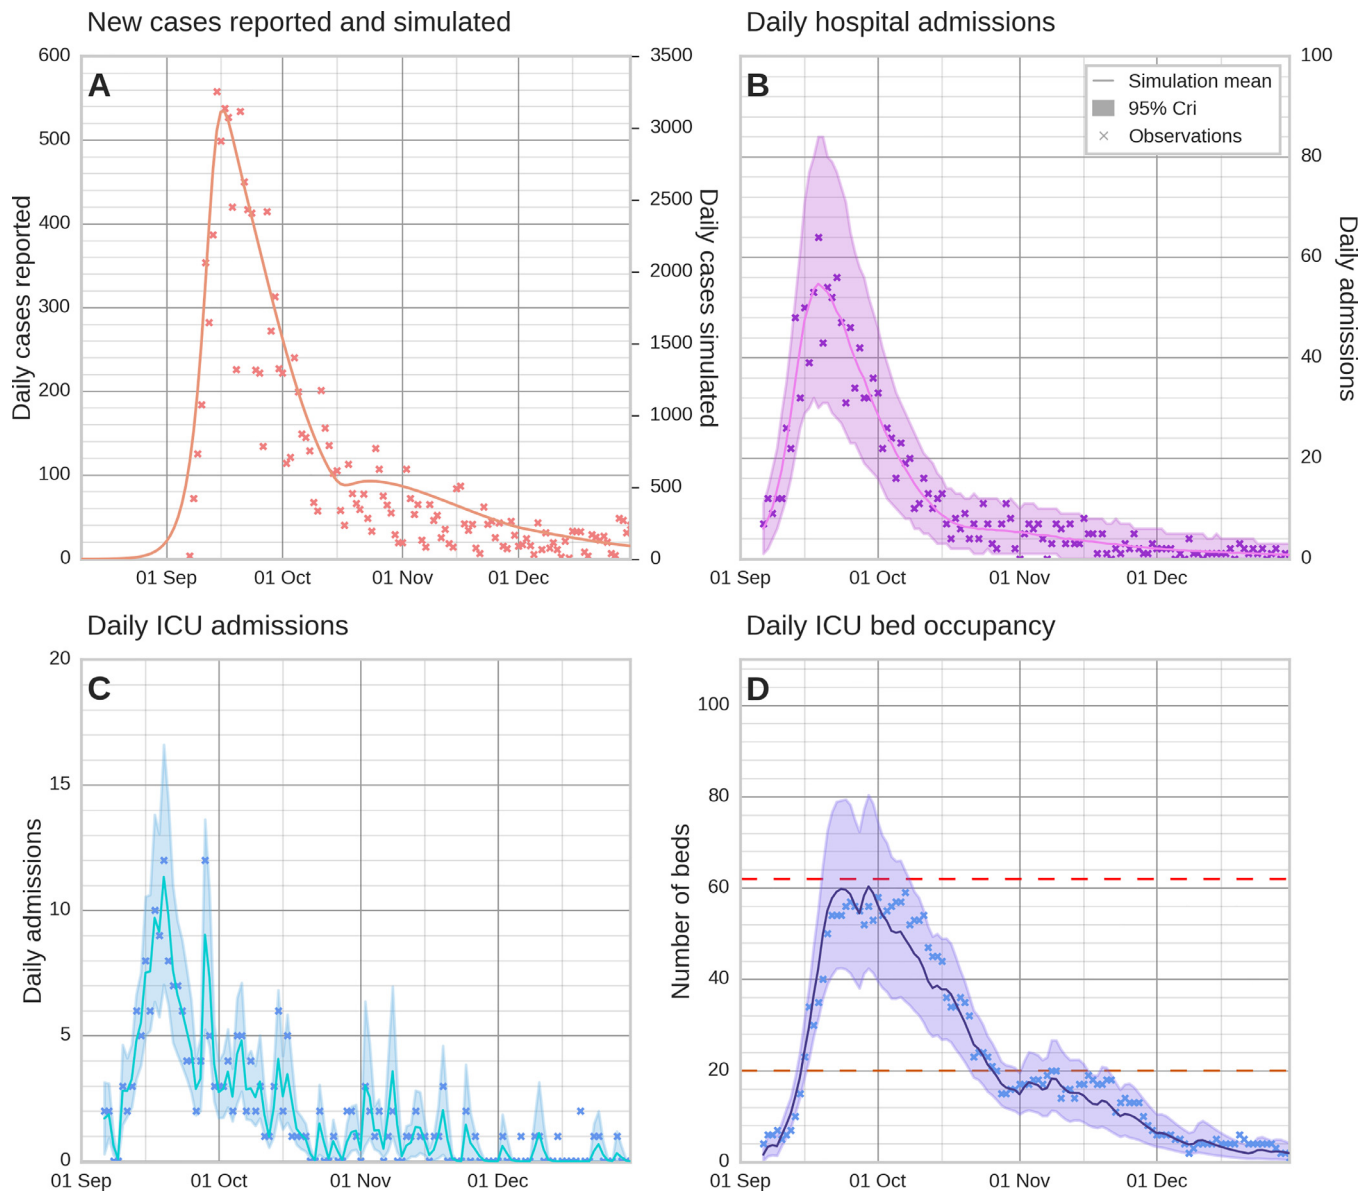 New cases reported and simulated
A
600
500
400
300
200
100
0
3500
3000
2500
2000
1500
1000
500
0
Daily cases reported
Daily cases simulated
01 Sep
01 Oct
01 Nov
01 Dec
Daily hospital admissions
B
Simulation mean
95% Cri
Observations
100
80
60
40
20
0
Daily admissions
01 Sep
01 Oct
01 Nov
01 Dec
Daily ICU admissions
C
20
15
10
5
0
Daily admissions
01 Sep
01 Oct
01 Nov
01 Dec
Daily ICU bed occupancy
D
100
80
60
40
20
0
Number of beds
01 Sep
01 Oct
01 Nov
01 Dec